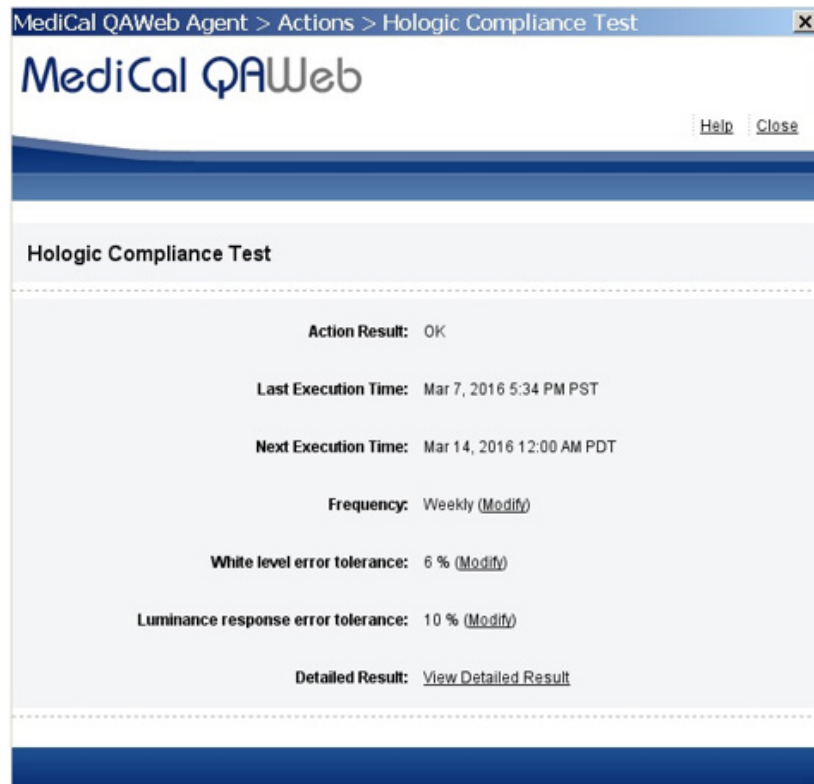 MediCal QAWeb Agent > Actions > Hologic Compliance Test
MediCal QAWeb
Help Close
Hologic Compliance Test
Action Result: OK
Last Execution Time: Mar 7, 2016 5:34 PM PST
Next Execution Time: Mar 14, 2016 12:00 AM PDT
Frequency: Weekly (Modify)
White level error tolerance: 6 % (Modify)
Luminance response error tolerance: 10 % (Modify)
Detailed Result: View Detailed Result